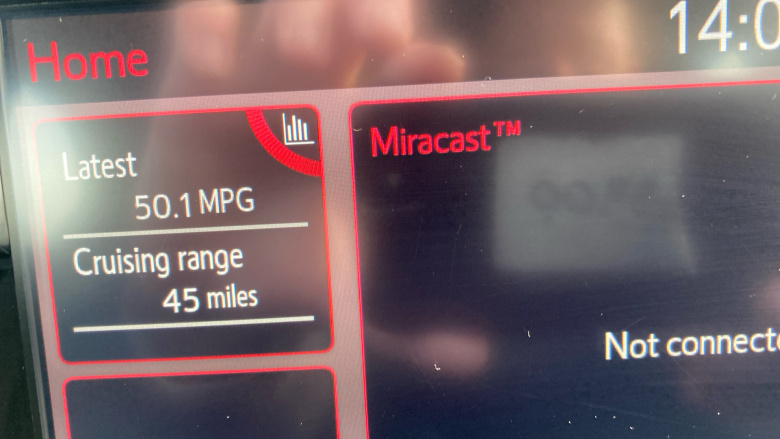 Home
14:0
Latest
50.1 MPG
Cruising range
45 miles
Miracast™
Not connecte